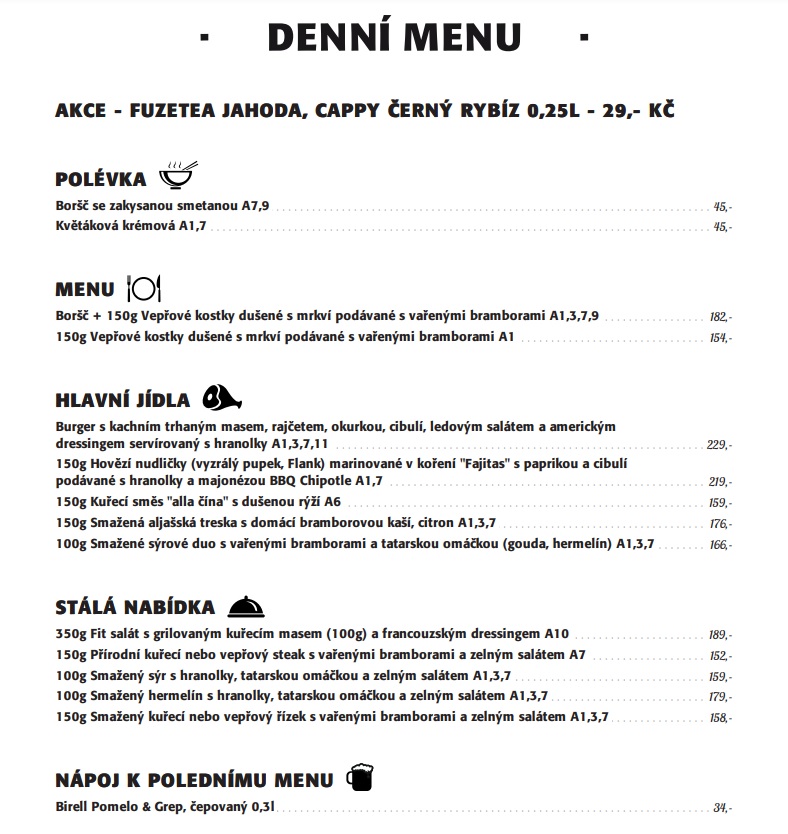 DENNÍ MENU
AKCE - FUZETEA JAHODA, CAPPY ČERNÝ RYBÍZ 0,25L - 29,- KČ
POLÉVKA
Boršč se zakysanou smetanou A7,9 45,-
Květáková krémová A1,7 45,-
MENU
Boršč + 150g Vepřové kostky dušené s mrkví podávané s vařenými bramborami A1,3,7,9 182,-
150g Vepřové kostky dušené s mrkví podávané s vařenými bramborami A1 154,-
HLAVNÍ JÍDLA
Burger s kachním trhaným masem, rajčetem, okurkou, cibulí, ledovým salátem a americkým
dressingem servírovaný s hranolky A1,3,7,11 229,-
150g Hovězí nudličky (vyzrálý pupek, Flank) marinované v koření "Fajitas" s paprikou a cibulí
podávané s hranolky a majonézou BBQ Chipotle A1,7 219,-
150g Kuřecí směs "alla čína" s dušenou rýží A6 159,-
150g Smažená aljašská treska s domácí bramborovou kaší, citron A1,3,7 176,-
100g Smažené sýrové duo s vařenými bramborami a tatarskou omáčkou (gouda, hermelín) A1,3,7 166,-
STÁLÁ NABÍDKA
350g Fit salát s grilovaným kuřecím masem (100g) a francouzským dressingem A10 189,-
150g Přírodní kuřecí nebo vepřový steak s vařenými bramborami a zelným salátem A7 152,-
100g Smažený sýr s hranolky, tatarskou omáčkou a zelným salátem A1,3,7 159,-
100g Smažený hermelín s hranolky, tatarskou omáčkou a zelným salátem A1,3,7 179,-
150g Smažený kuřecí nebo vepřový řízek s vařenými bramborami a zelným salátem A1,3,7 158,-
NÁPOJ K POLEDNÍMU MENU
Birell Pomelo & Grep, čepovaný 0,3l 34,-